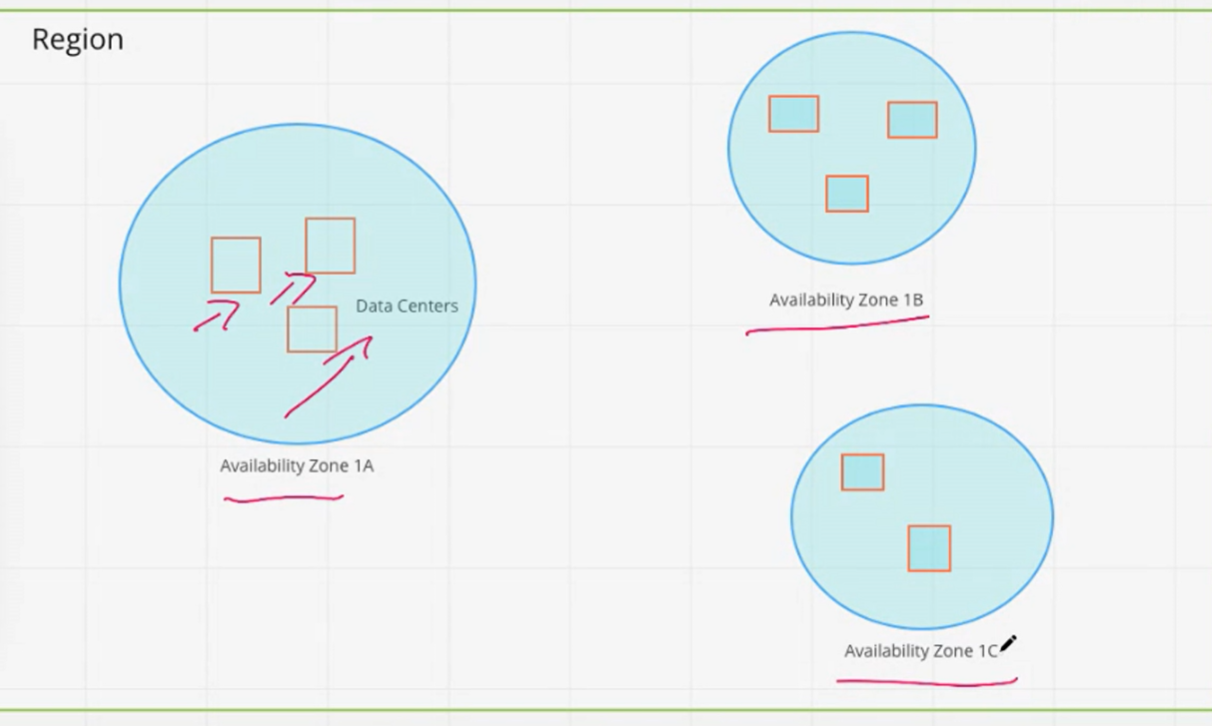 Region
Data Centers
Availability Zone 1A
Availability Zone 1B
Availability Zone 1C